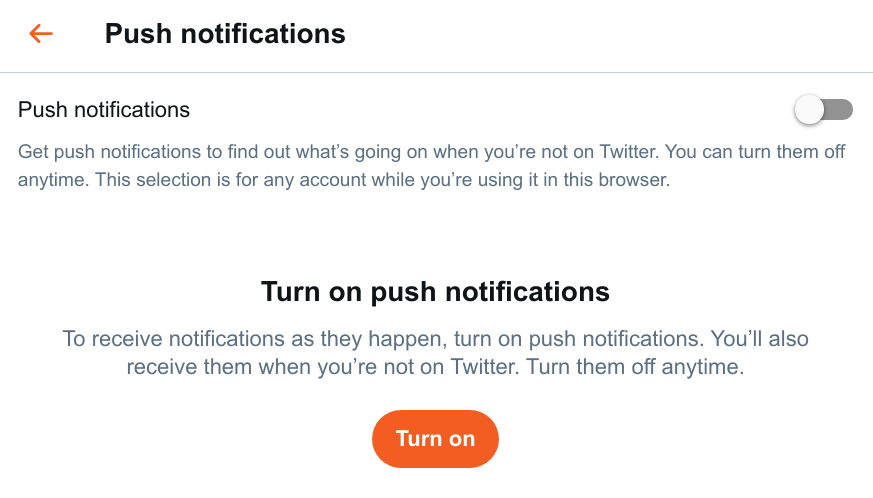 Push notifications
Push notifications
Get push notifications to find out what’s going on when you’re not on Twitter. You can turn them off
anytime. This selection is for any account while you’re using it in this browser.
Turn on push notifications
To receive notifications as they happen, turn on push notifications. You’ll also
receive them when you’re not on Twitter. Turn them off anytime.
Turn on